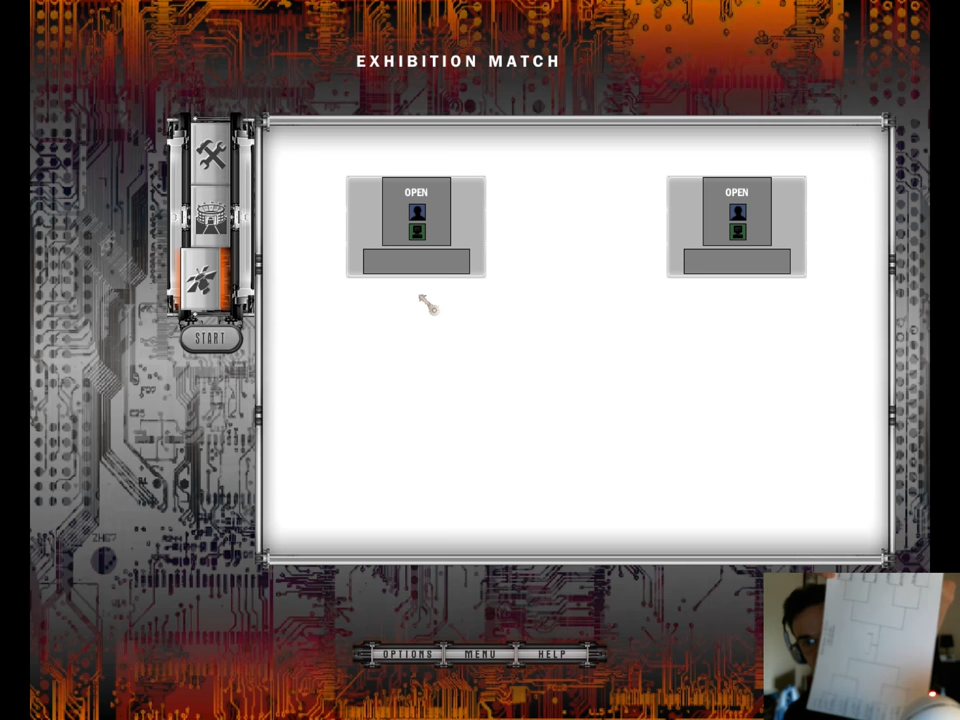 EXHIBITION MATCH
OPEN
OPEN
START
OPTIONS MENU HELP